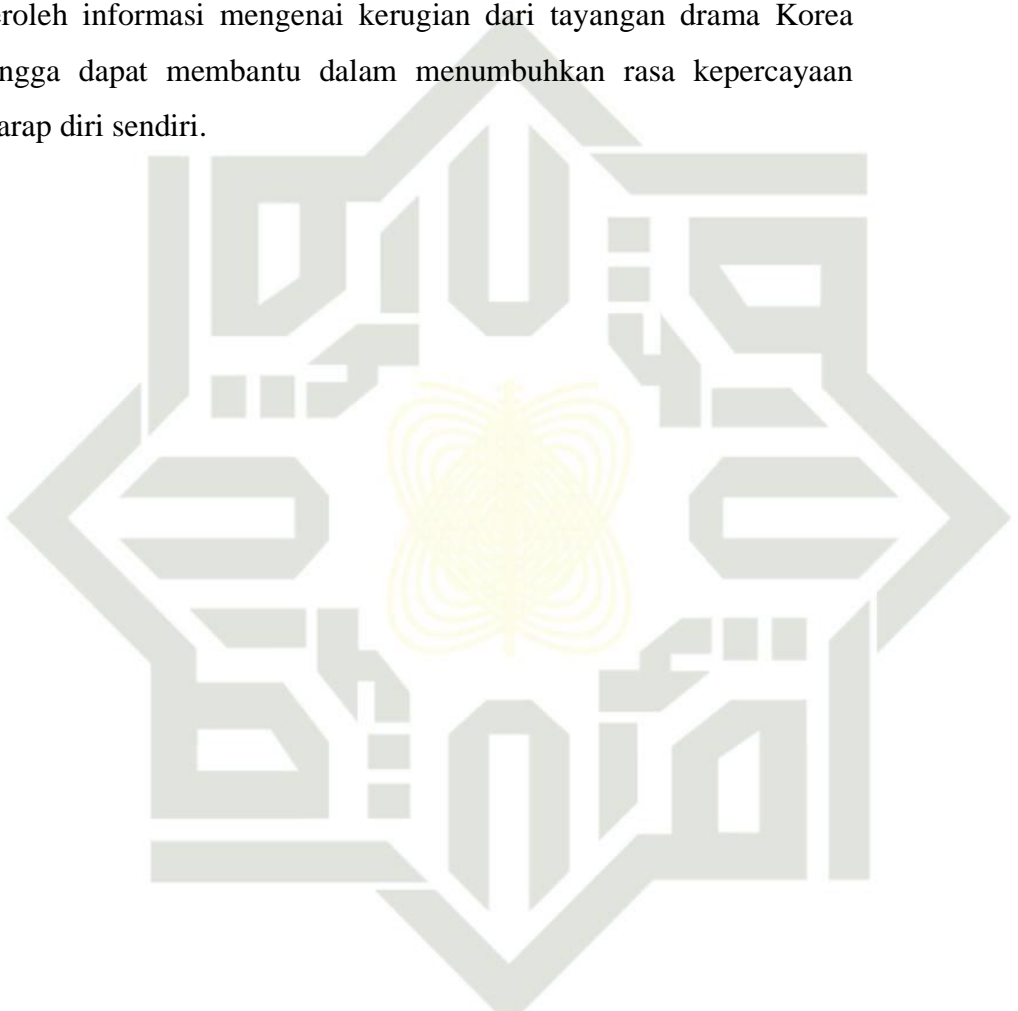 eroleh informasi mengenai kerugian dari tayangan drama Korea
ngga dapat membantu dalam menumbuhkan rasa kepercayaan
arap diri sendiri.